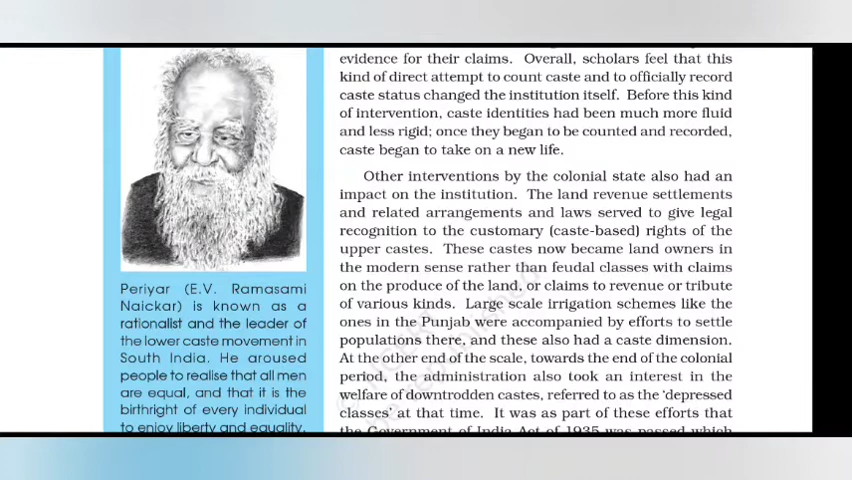 evidence for their claims. Overall, scholars feel that this
kind of direct attempt to count caste and to officially record
caste status changed the institution itself. Before this kind
of intervention, caste identities had been much more fluid
and less rigid; once they began to be counted and recorded,
caste began to take on a new life.
Other interventions by the colonial state also had an
impact on the institution. The land revenue settlements
and related arrangements and laws served to give legal
recognition to the customary (caste-based) rights of the
upper castes. These castes now became land owners in
the modern sense rather than feudal classes with claims
on the produce of the land, or claims to revenue or tribute
of various kinds. Large scale irrigation schemes like the
ones in the Punjab were accompanied by efforts to settle
populations there, and these also had a caste dimension.
At the other end of the scale, towards the end of the colonial
period, the administration also took an interest in the
welfare of downtrodden castes, referred to as the ‘depressed
classes’ at that time. It was as part of these efforts that
the Government of India Act of 1935 was passed which
Periyar (E.V. Ramasami
Naickar) is known as a
rationalist and the leader of
the lower caste movement in
South India. He aroused
people to realise that all men
are equal, and that it is the
birthright of every individual
to enjoy liberty and equality.